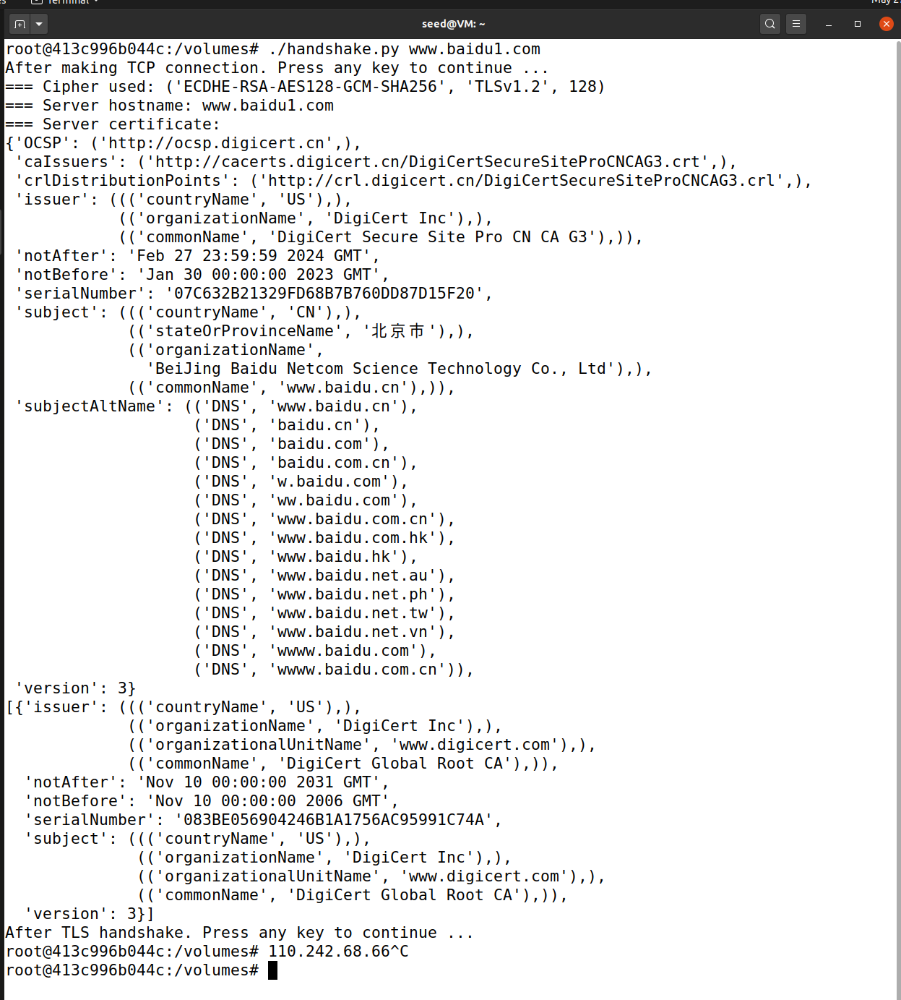 Terminal
May 2
seed@VM: ~
root@413c996b044c:/volumes# ./handshake.py www.baidu1.com
After making TCP connection. Press any key to continue ...
=== Cipher used: ('ECDHE-RSA-AES128-GCM-SHA256', 'TLSv1.2', 128)
=== Server hostname: www.baidu1.com
=== Server certificate:
{'OCSP': ('http://ocsp.digicert.cn',),
 'caIssuers': ('http://cacerts.digicert.cn/DigiCertSecureSiteProCNCAG3.crt',),
 'crlDistributionPoints': ('http://crl.digicert.cn/DigiCertSecureSiteProCNCAG3.crl',),
 'issuer': ((('countryName', 'US'),),
            (('organizationName', 'DigiCert Inc'),),
            (('commonName', 'DigiCert Secure Site Pro CN CA G3'),)),
 'notAfter': 'Feb 27 23:59:59 2024 GMT',
 'notBefore': 'Jan 30 00:00:00 2023 GMT',
 'serialNumber': '07C632B21329FD68B7B760DD87D15F20',
 'subject': ((('countryName', 'CN'),),
             (('stateOrProvinceName', '北京市'),),
             (('organizationName',
               'BeiJing Baidu Netcom Science Technology Co., Ltd'),),
             (('commonName', 'www.baidu.cn'),)),
 'subjectAltName': (('DNS', 'www.baidu.cn'),
                    ('DNS', 'baidu.cn'),
                    ('DNS', 'baidu.com'),
                    ('DNS', 'baidu.com.cn'),
                    ('DNS', 'w.baidu.com'),
                    ('DNS', 'ww.baidu.com'),
                    ('DNS', 'www.baidu.com.cn'),
                    ('DNS', 'www.baidu.com.hk'),
                    ('DNS', 'www.baidu.hk'),
                    ('DNS', 'www.baidu.net.au'),
                    ('DNS', 'www.baidu.net.ph'),
                    ('DNS', 'www.baidu.net.tw'),
                    ('DNS', 'www.baidu.net.vn'),
                    ('DNS', 'wwww.baidu.com'),
                    ('DNS', 'wwww.baidu.com.cn')),
 'version': 3}
[{'issuer': ((('countryName', 'US'),),
             (('organizationName', 'DigiCert Inc'),),
             (('organizationalUnitName', 'www.digicert.com'),),
             (('commonName', 'DigiCert Global Root CA'),)),
  'notAfter': 'Nov 10 00:00:00 2031 GMT',
  'notBefore': 'Nov 10 00:00:00 2006 GMT',
  'serialNumber': '083BE056904246B1A1756AC95991C74A',
  'subject': ((('countryName', 'US'),),
              (('organizationName', 'DigiCert Inc'),),
              (('organizationalUnitName', 'www.digicert.com'),),
              (('commonName', 'DigiCert Global Root CA'),)),
  'version': 3}]
After TLS handshake. Press any key to continue ...
root@413c996b044c:/volumes# 110.242.68.66^C
root@413c996b044c:/volumes#